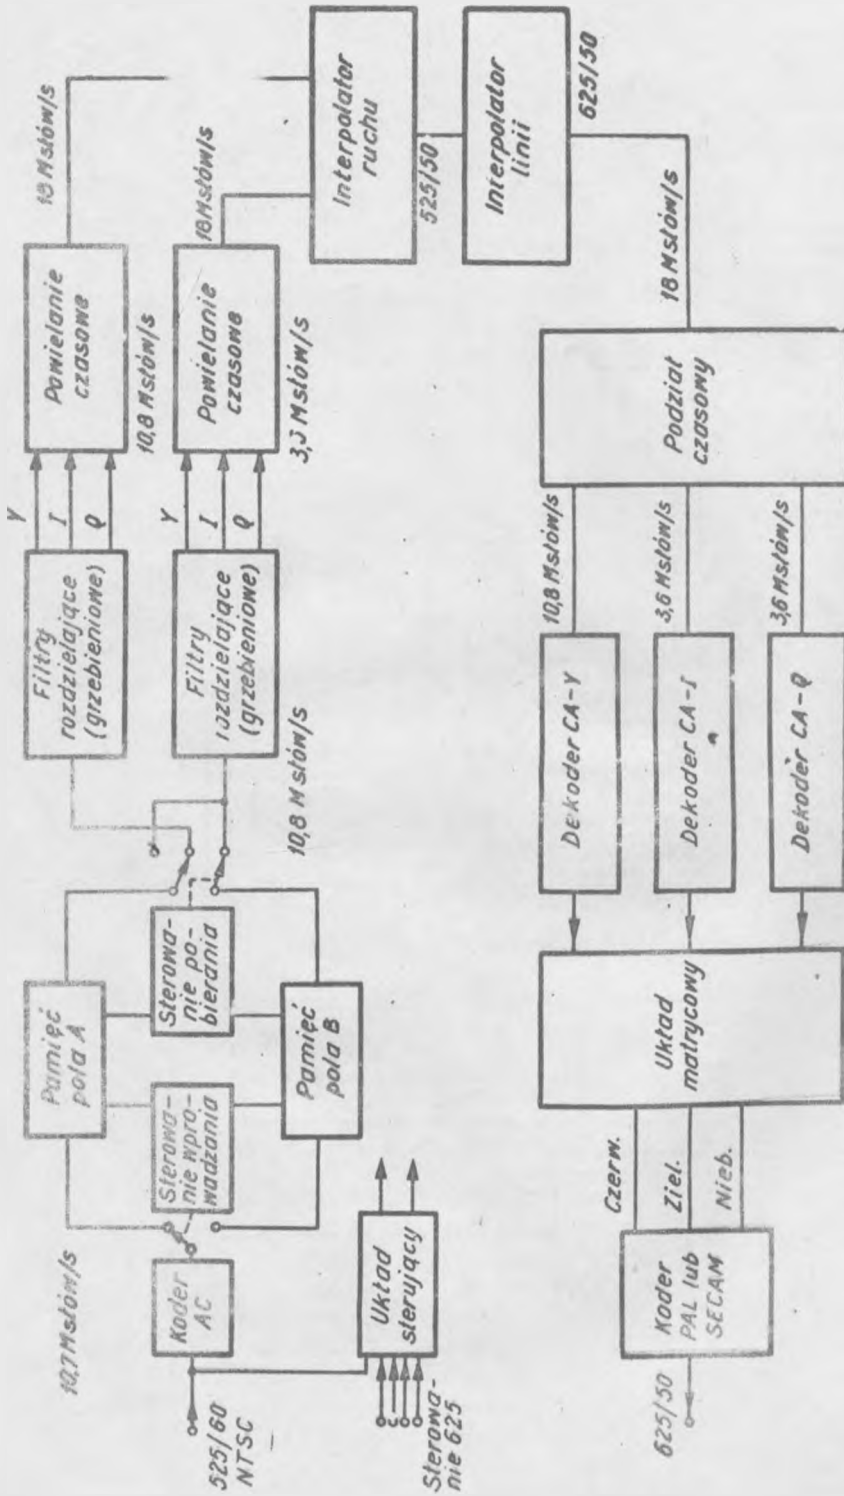 10,7 Msłów/s
525/60
NTSC
Koder
AC
Sterowa-
nie wpro-
wadzania
Pamięć
pola A
Pamięć
pola B
Sterowa-
nie po-
bierania
Układ
sterujący
Sterowa-
nie 625
10,8 Msłów/s
Filtry
rozdzielające
(grzebieniowe)
Filtry
rozdzielające
(grzebieniowe)
Y
I
Q
Y
I
Q
Powielanie
czasowe
10,8 Msłów/s
Powielanie
czasowe
3,3 Msłów/s
18 Msłów/s
18 Msłów/s
Interpolator
ruchu
525/50
Interpolator
linii
625/50
18 Msłów/s
Podział
czasowy
10,8 Msłów/s
3,6 Msłów/s
3,6 Msłów/s
Dekoder CA-Y
Dekoder CA-I
Dekoder CA-Q
Układ
matrycowy
Czerw.
Ziel.
Nieb.
Koder
PAL lub
SECAM
625/50